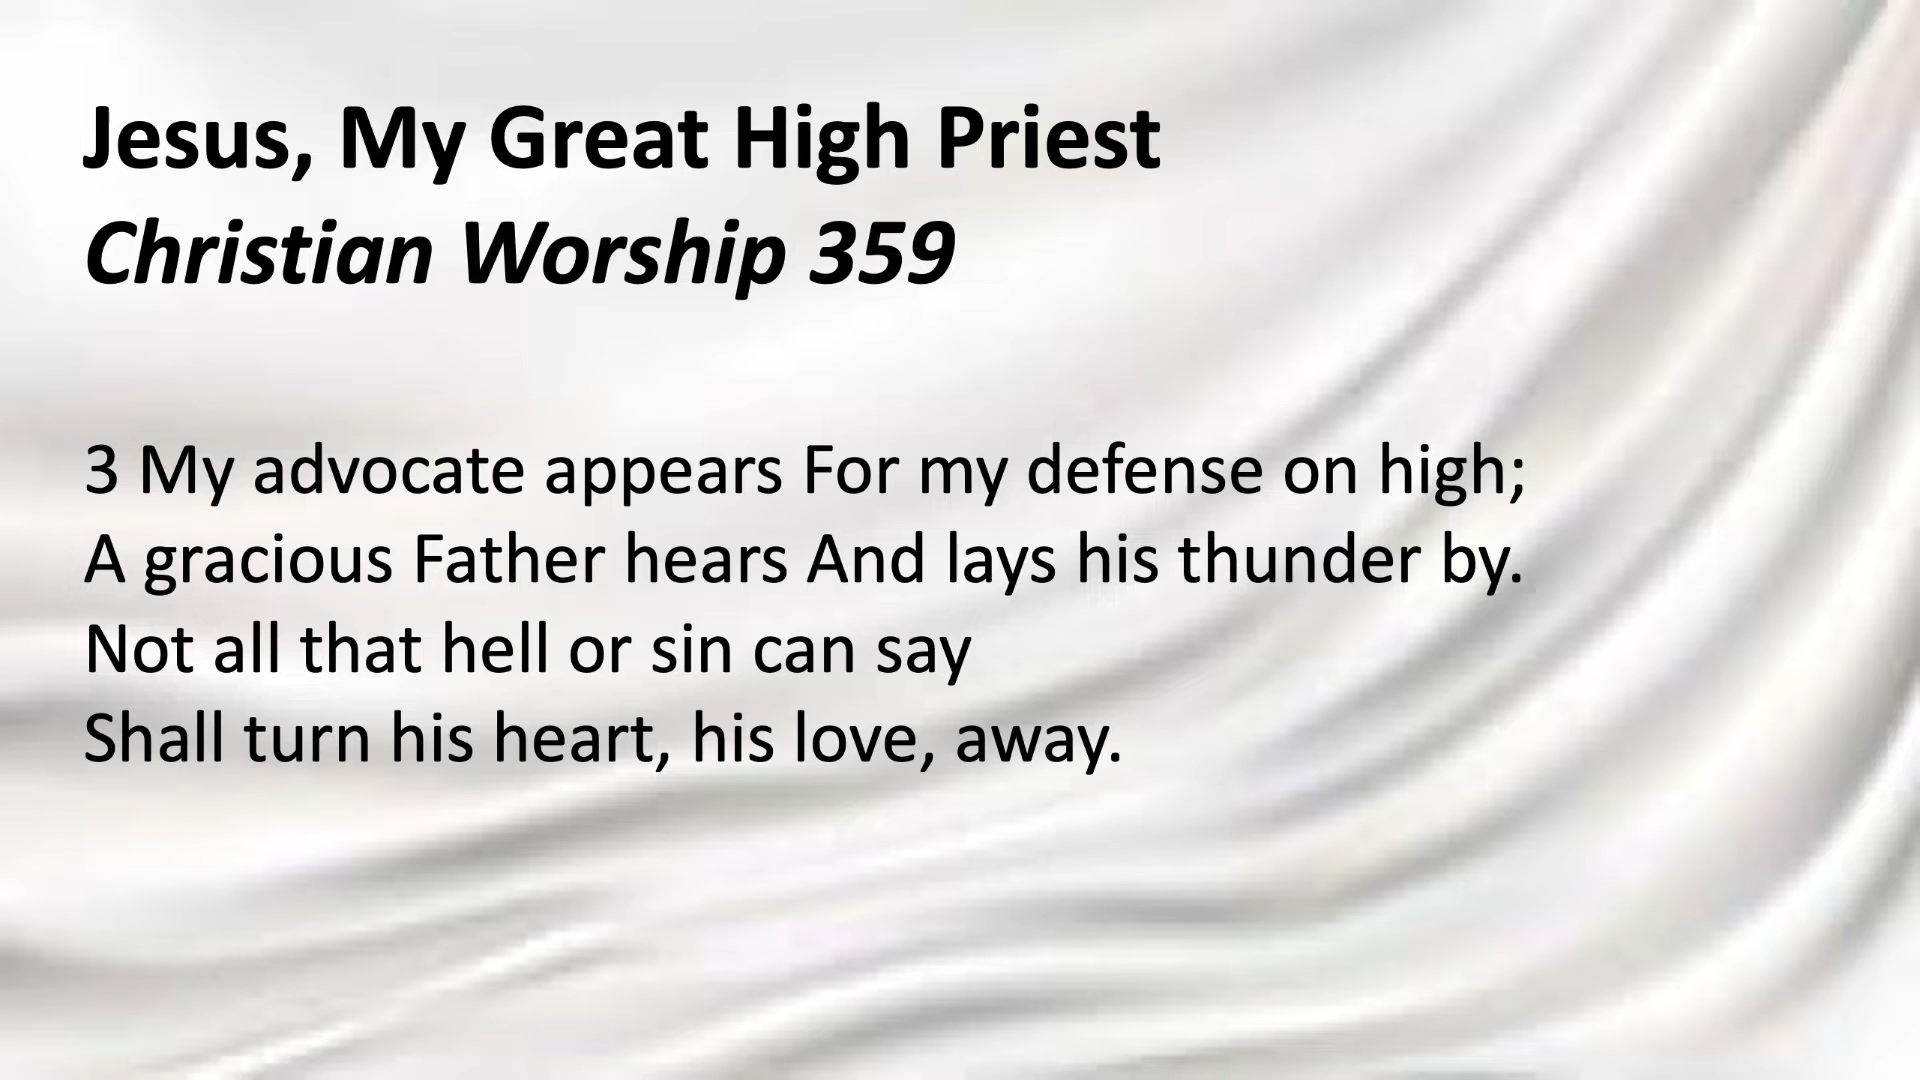 Jesus, My Great High Priest
Christian Worship 359
3 My advocate appears For my defense on high;
A gracious Father hears And lays his thunder by.
Not all that hell or sin can say
Shall turn his heart, his love, away.